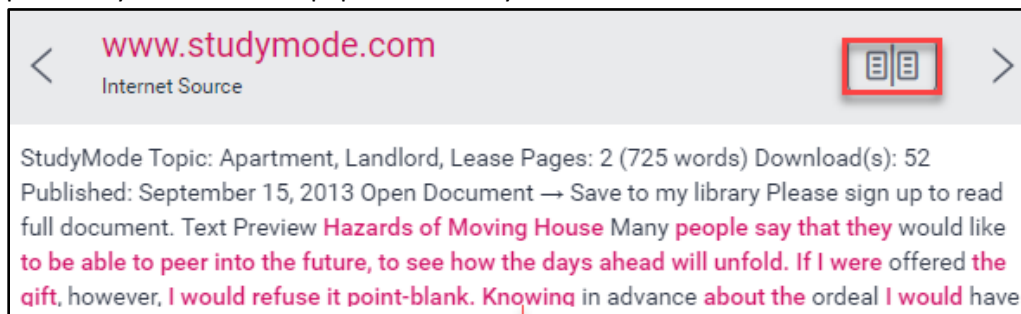 www.studymode.com
Internet Source
StudyMode Topic: Apartment, Landlord, Lease Pages: 2 (725 words) Download(s): 52
Published: September 15, 2013 Open Document → Save to my library Please sign up to read
full document. Text Preview Hazards of Moving House Many people say that they would like
to be able to peer into the future, to see how the days ahead will unfold. If I were offered the
gift, however, I would refuse it point-blank. Knowing in advance about the ordeal I would have